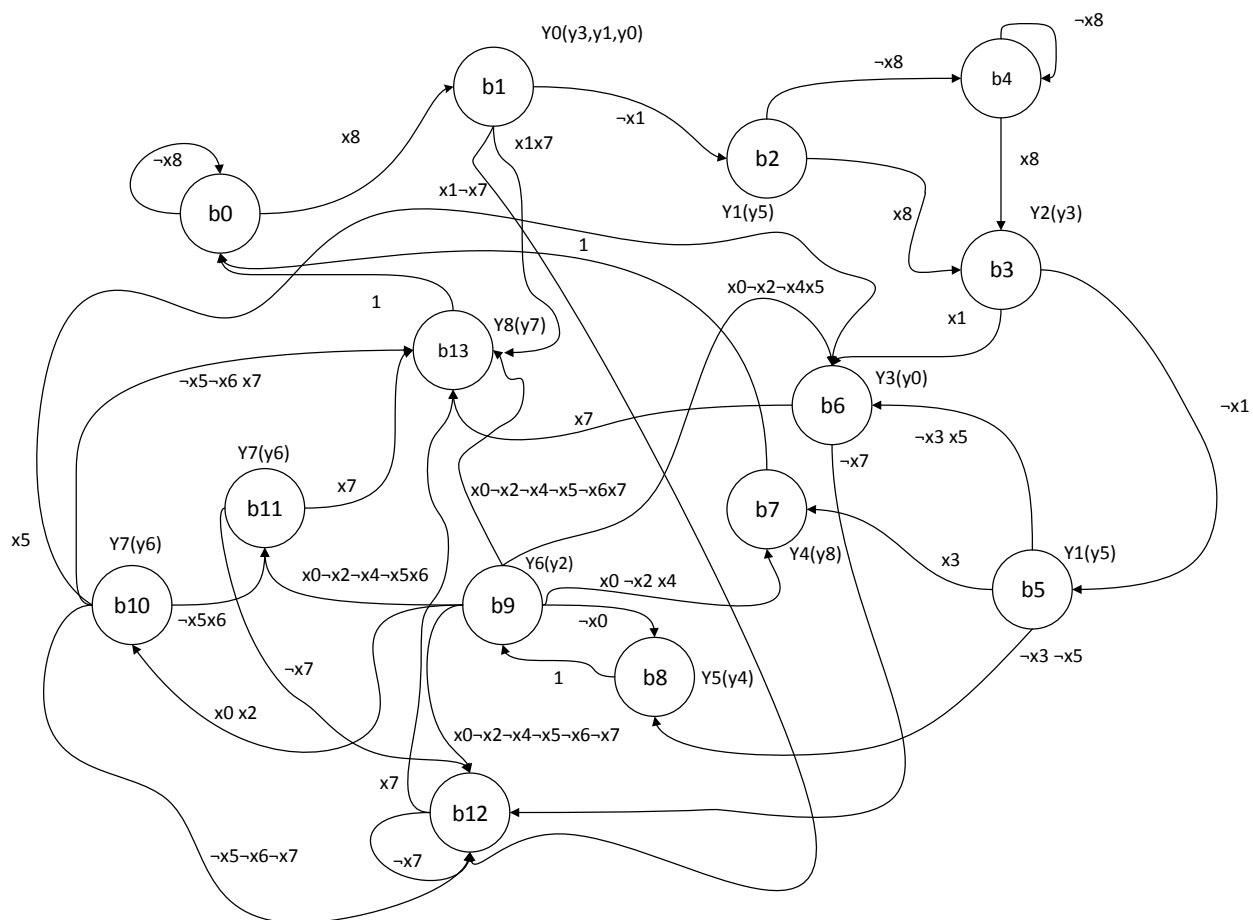 Y0(y3,y1,y0)
¬x8
b1
¬x8
b4
¬x1
x8
x1x7
b2
¬x8
x8
x1¬x7
b0
Y1(y5)
x8
Y2(y3)
1
b3
x0¬x2¬x4x5
1
x1
Y8(y7)
b13
Y3(y0)
¬x5¬x6 x7
b6
¬x1
x7
¬x3 x5
Y7(y6)
¬x7
x7
x0¬x2¬x4¬x5¬x6x7
b11
b7
x5
Y7(y6)
Y4(y8)
x3
Y1(y5)
Y6(y2)
x0¬x2¬x4¬x5x6
x0 ¬x2 x4
b10
b9
b5
¬x5x6
¬x0
¬x3 ¬x5
¬x7
1
b8
Y5(y4)
x0 x2
x0¬x2¬x4¬x5¬x6¬x7
x7
b12
¬x5¬x6¬x7
¬x7